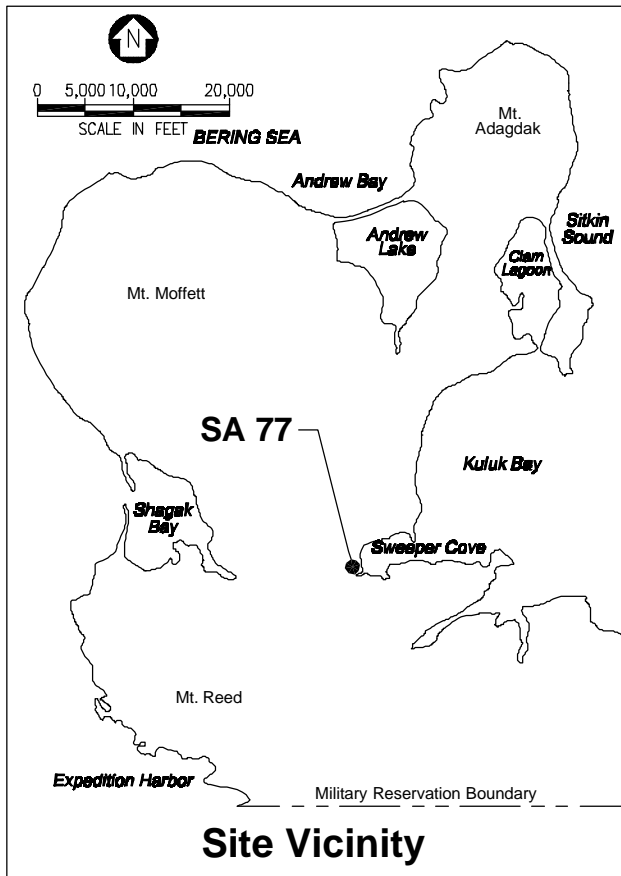 N
0 5,000 10,000 20,000
SCALE IN FEET
BERING SEA
Mt.
Adagdak
Andrew Bay
Andrew
Lake
Sitkin
Sound
Clam
Lagoon
Mt. Moffett
SA 77
Kuluk Bay
Shagak
Bay
Sweeper Cove
Mt. Reed
Expedition Harbor
Military Reservation Boundary
Site Vicinity